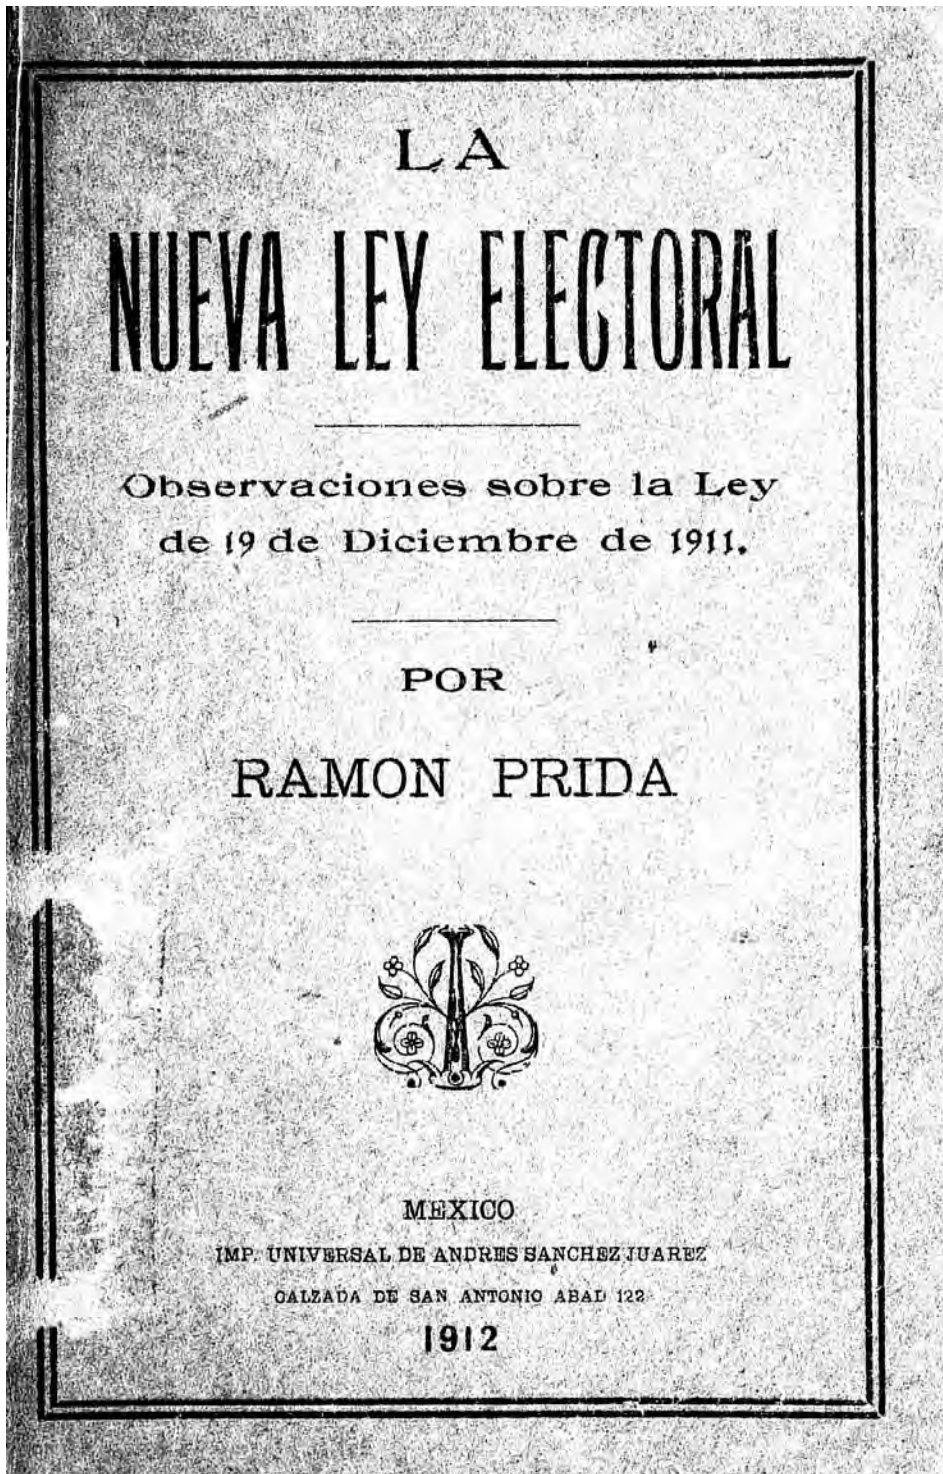 LA
NUEVA LEY ELECTORAL
Observaciones sobre la Ley
de 19 de Diciembre de 1911.
POR
RAMON PRIDA
MEXICO
IMP. UNIVERSAL DE ANDRES SANCHEZ JUAREZ
CALZADA DE SAN ANTONIO ABAD 122
1912